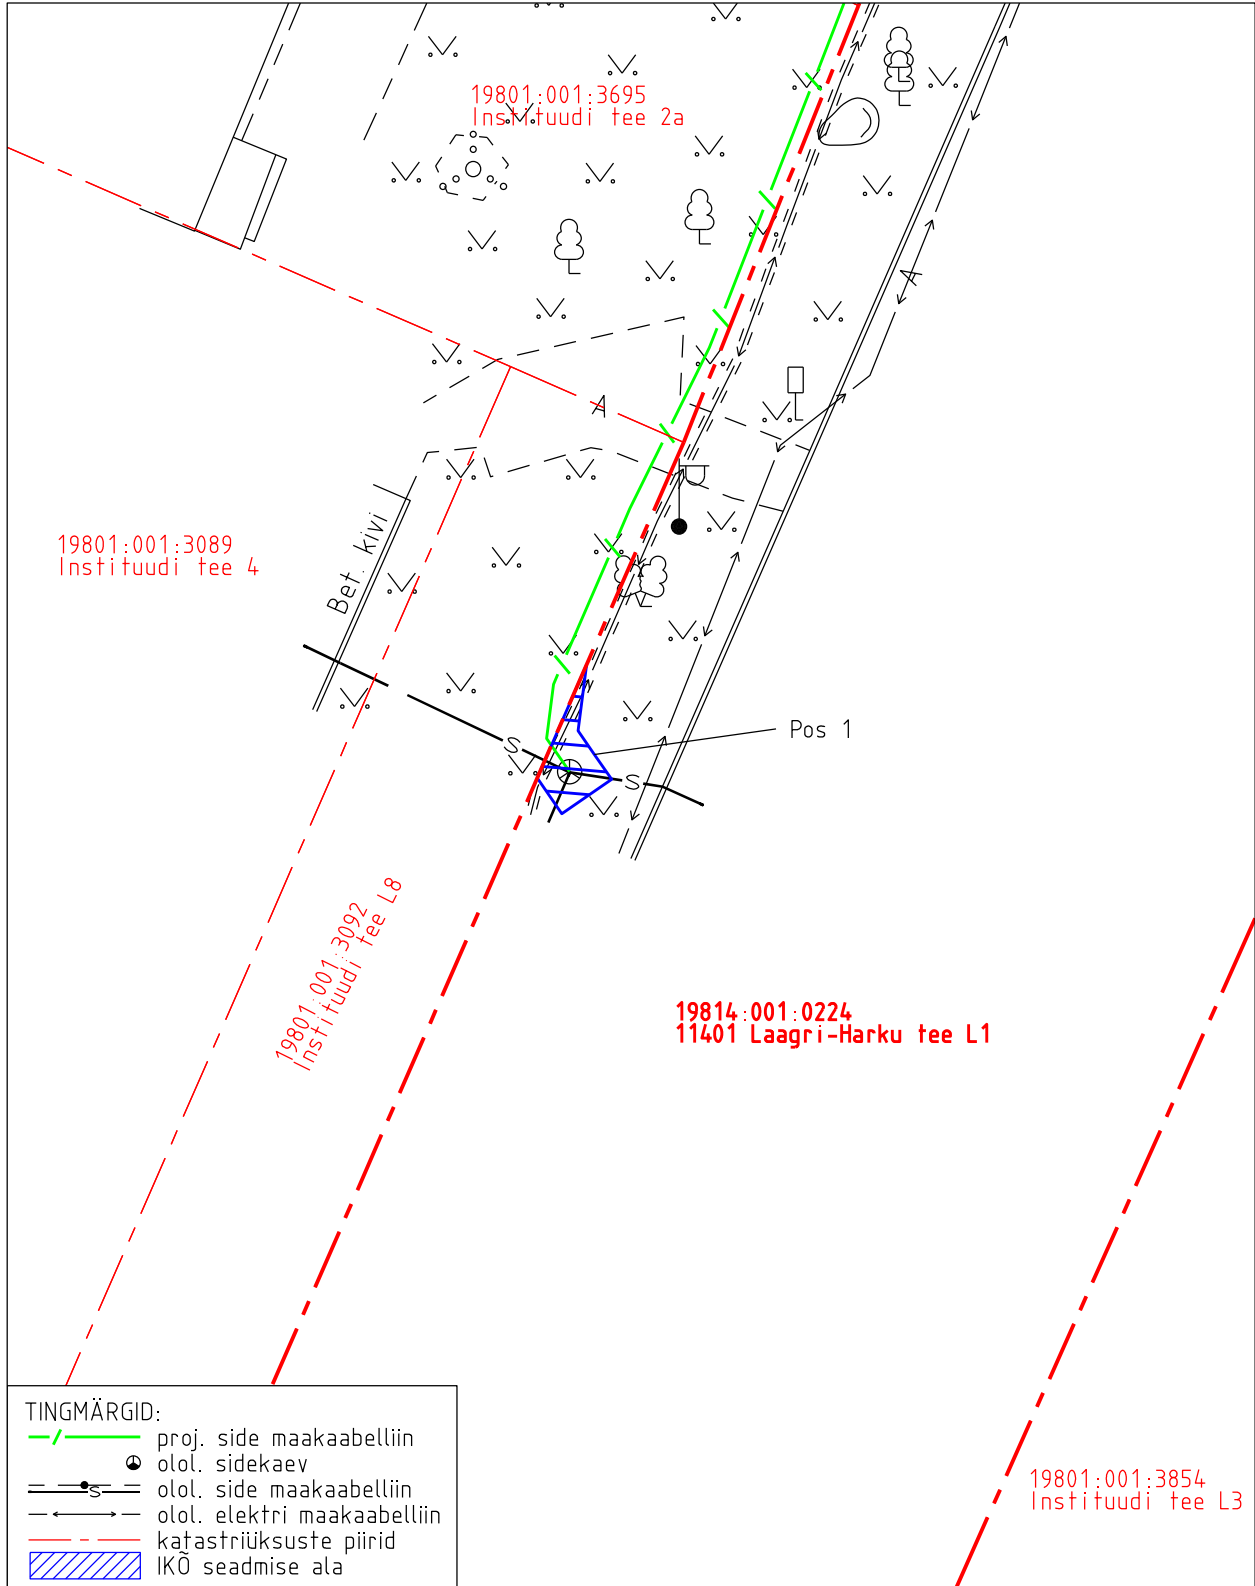 19801:001:3695
Instituudi tee 2a
A
A
19801:001:3089
Instituudi tee 4
Bet. kivi
S
Pos 1
S
19801:001:3092
Instituudi tee L8
19814:001:0224
11401 Laagri-Harku tee L1
19801:001:3854
Instituudi tee L3
TINGMÄRGID:
proj. side maakaabelliin
olol. sidekaev
S
olol. side maakaabelliin
olol. elektri maakaabelliin
katastriüksuste piirid
IKÕ seadmise ala